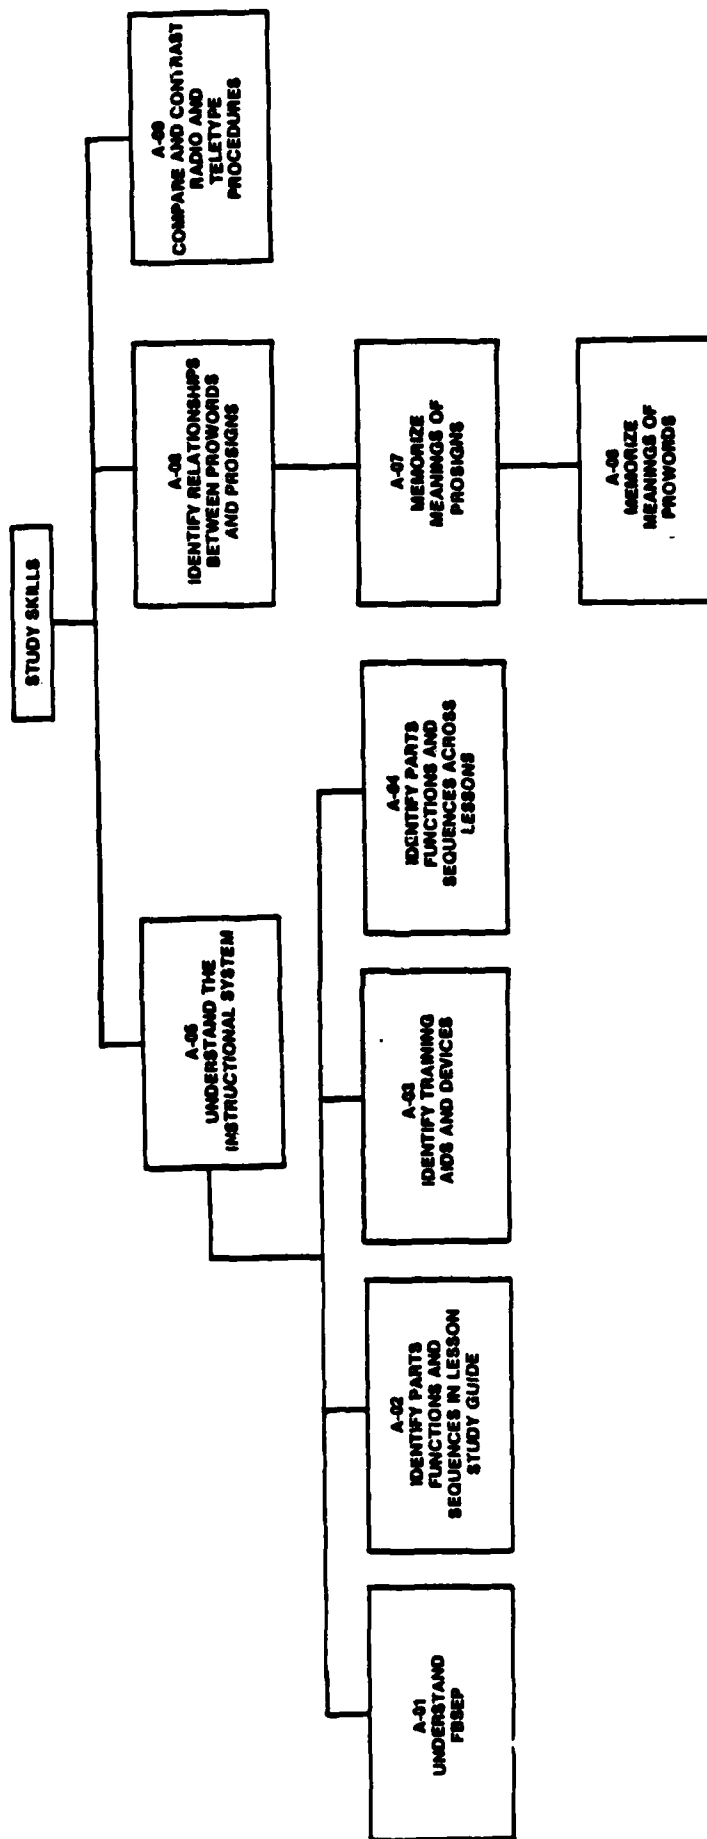 STUDY SKILLS
A-05
UNDERSTAND THE
INSTRUCTIONAL SYSTEM
A-08
IDENTIFY RELATIONSHIPS
BETWEEN PROWORDS
AND PROSIGNS
A-09
COMPARE AND CONTRAST
RADIO AND
TELETYPE
PROCEDURES
A-01
UNDERSTAND
FBSEP
A-02
IDENTIFY PARTS
FUNCTIONS AND
SEQUENCES IN LESSON
STUDY GUIDE
A-03
IDENTIFY TRAINING
AIDS AND DEVICES
A-04
IDENTIFY PARTS
FUNCTIONS AND
SEQUENCES ACROSS
LESSONS
A-07
MEMORIZE
MEANINGS OF
PROSIGNS
A-06
MEMORIZE
MEANINGS OF
PROWORDS